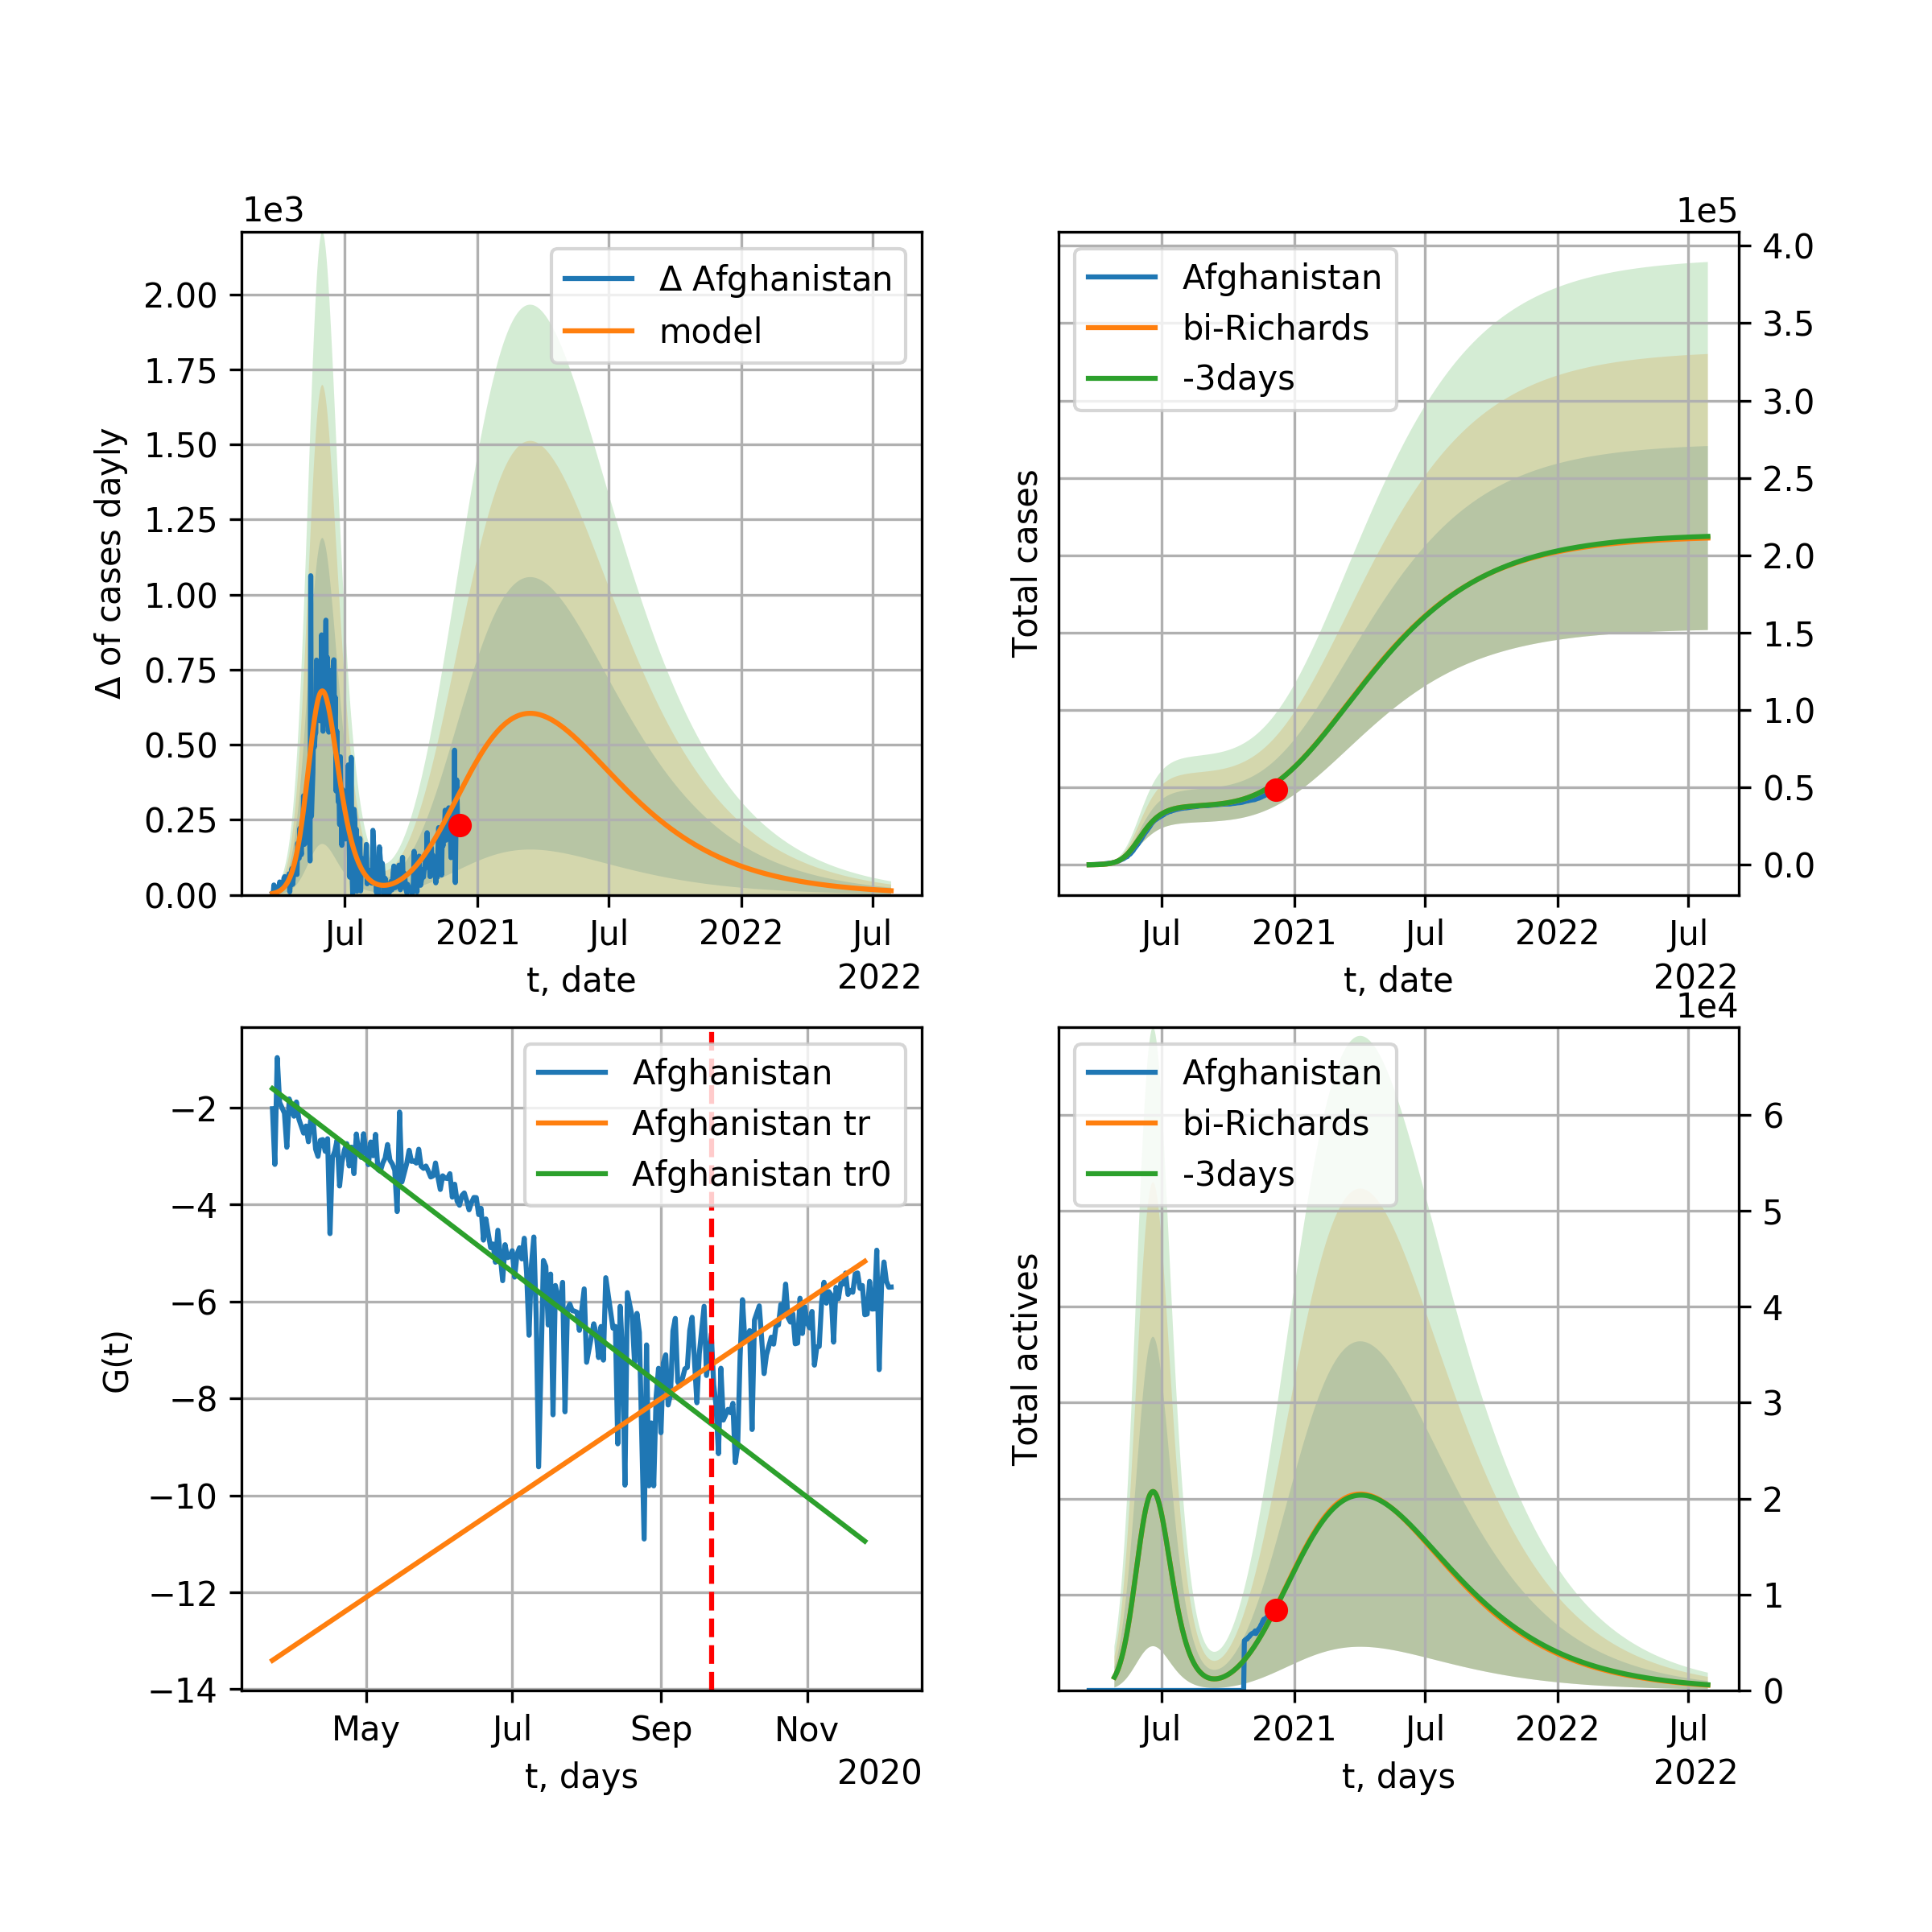 1e3
Δ of cases dayly
2.00
1.75
1.50
1.25
1.00
0.75
0.50
0.25
0.00
Δ Afghanistan
model
Jul 2021 Jul 2022 Jul
2022
t, date
1e5
Total cases
Afghanistan
bi-Richards
-3days
4.0
3.5
3.0
2.5
2.0
1.5
1.0
0.5
0.0
Jul 2021 Jul 2022 Jul
2022
t, date
G(t)
−2
−4
−6
−8
−10
−12
−14
Afghanistan
Afghanistan tr
Afghanistan tr0
May Jul Sep Nov
2020
t, days
1e4
Total actives
Afghanistan
bi-Richards
-3days
6
5
4
3
2
1
0
Jul 2021 Jul 2022 Jul
2022
t, days